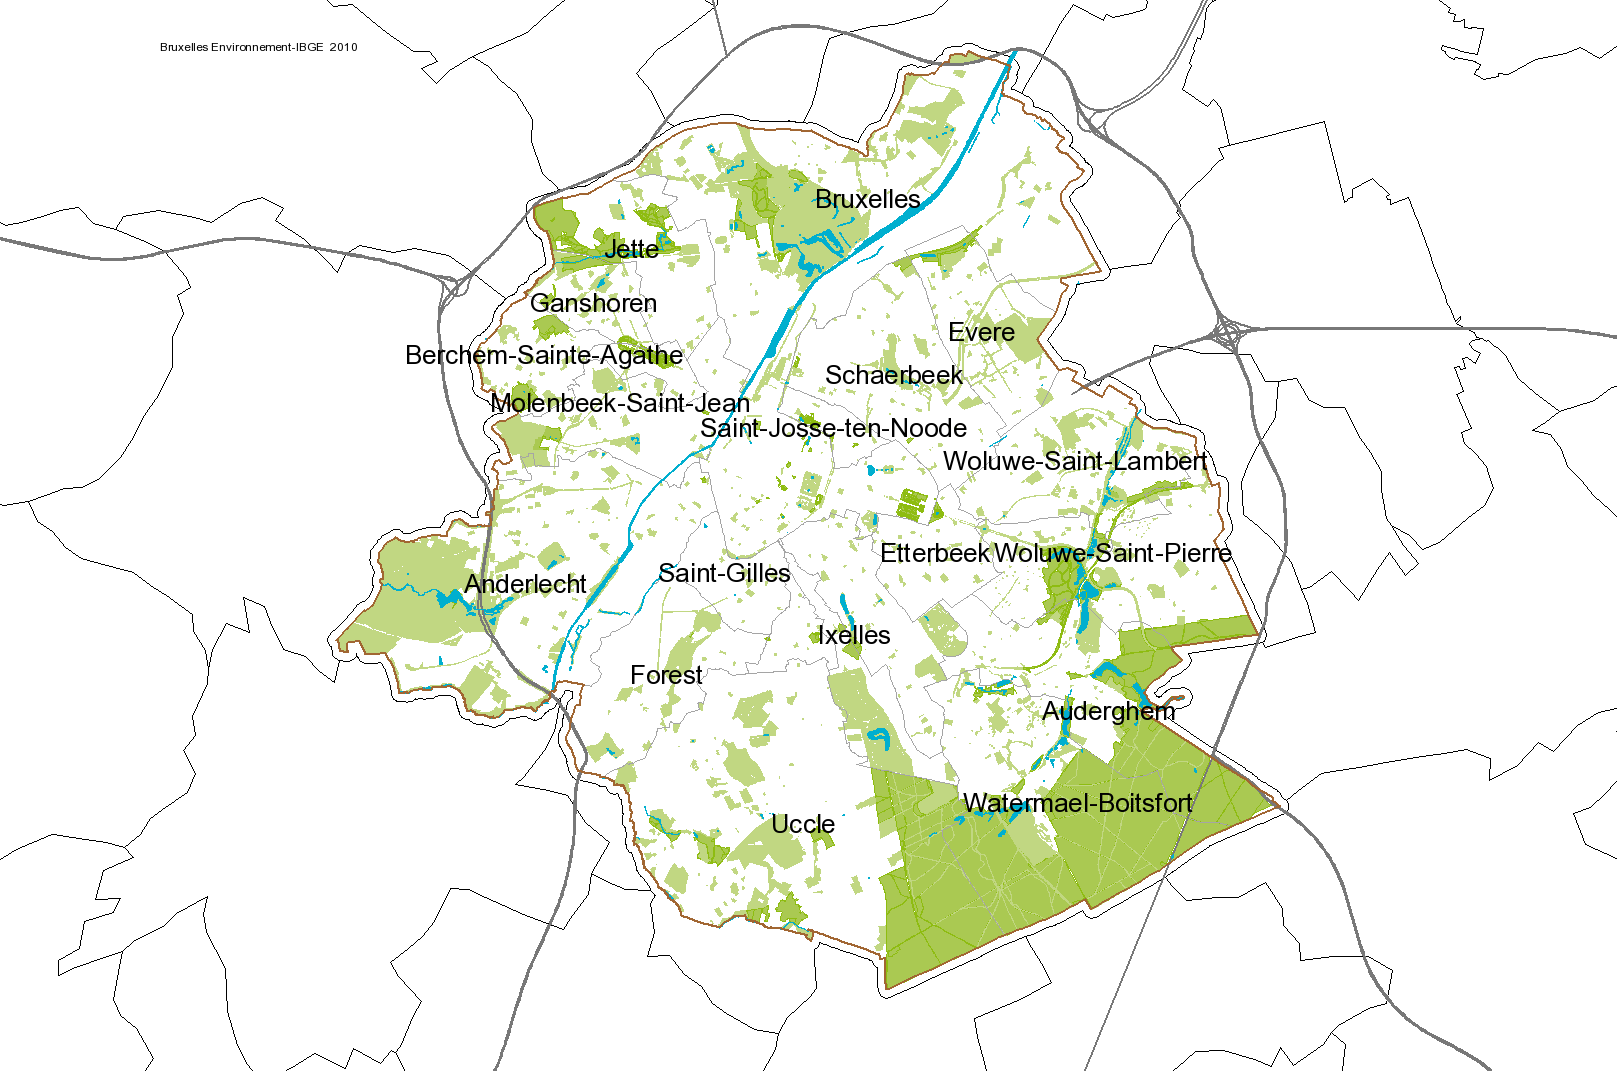 Bruxelles Environnement-IBGE 2010
Bruxelles
Jette
Ganshoren
Evere
Berchem-Sainte-Agathe
Schaerbeek
Molenbeek-Saint-Jean
Saint-Josse-ten-Noode
Woluwe-Saint-Lambert
Etterbeek
Woluwe-Saint-Pierre
Saint-Gilles
Anderlecht
Ixelles
Forest
Auderghem
Watermael-Boitsfort
Uccle